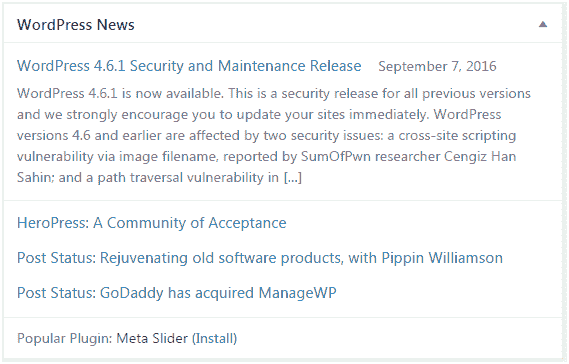 WordPress News
WordPress 4.6.1 Security and Maintenance Release September 7, 2016
WordPress 4.6.1 is now available. This is a security release for all previous versions
and we strongly encourage you to update your sites immediately. WordPress
versions 4.6 and earlier are affected by two security issues: a cross-site scripting
vulnerability via image filename, reported by SumOfPwn researcher Cengiz Han
Sahin; and a path traversal vulnerability in [...]
HeroPress: A Community of Acceptance
Post Status: Rejuvenating old software products, with Pippin Williamson
Post Status: GoDaddy has acquired ManageWP
Popular Plugin: Meta Slider (Install)